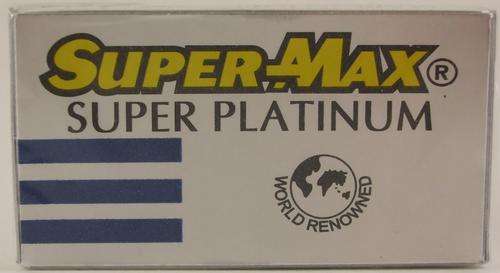 SUPER-MAX®
SUPER PLATINUM
WORLD RENOWNED